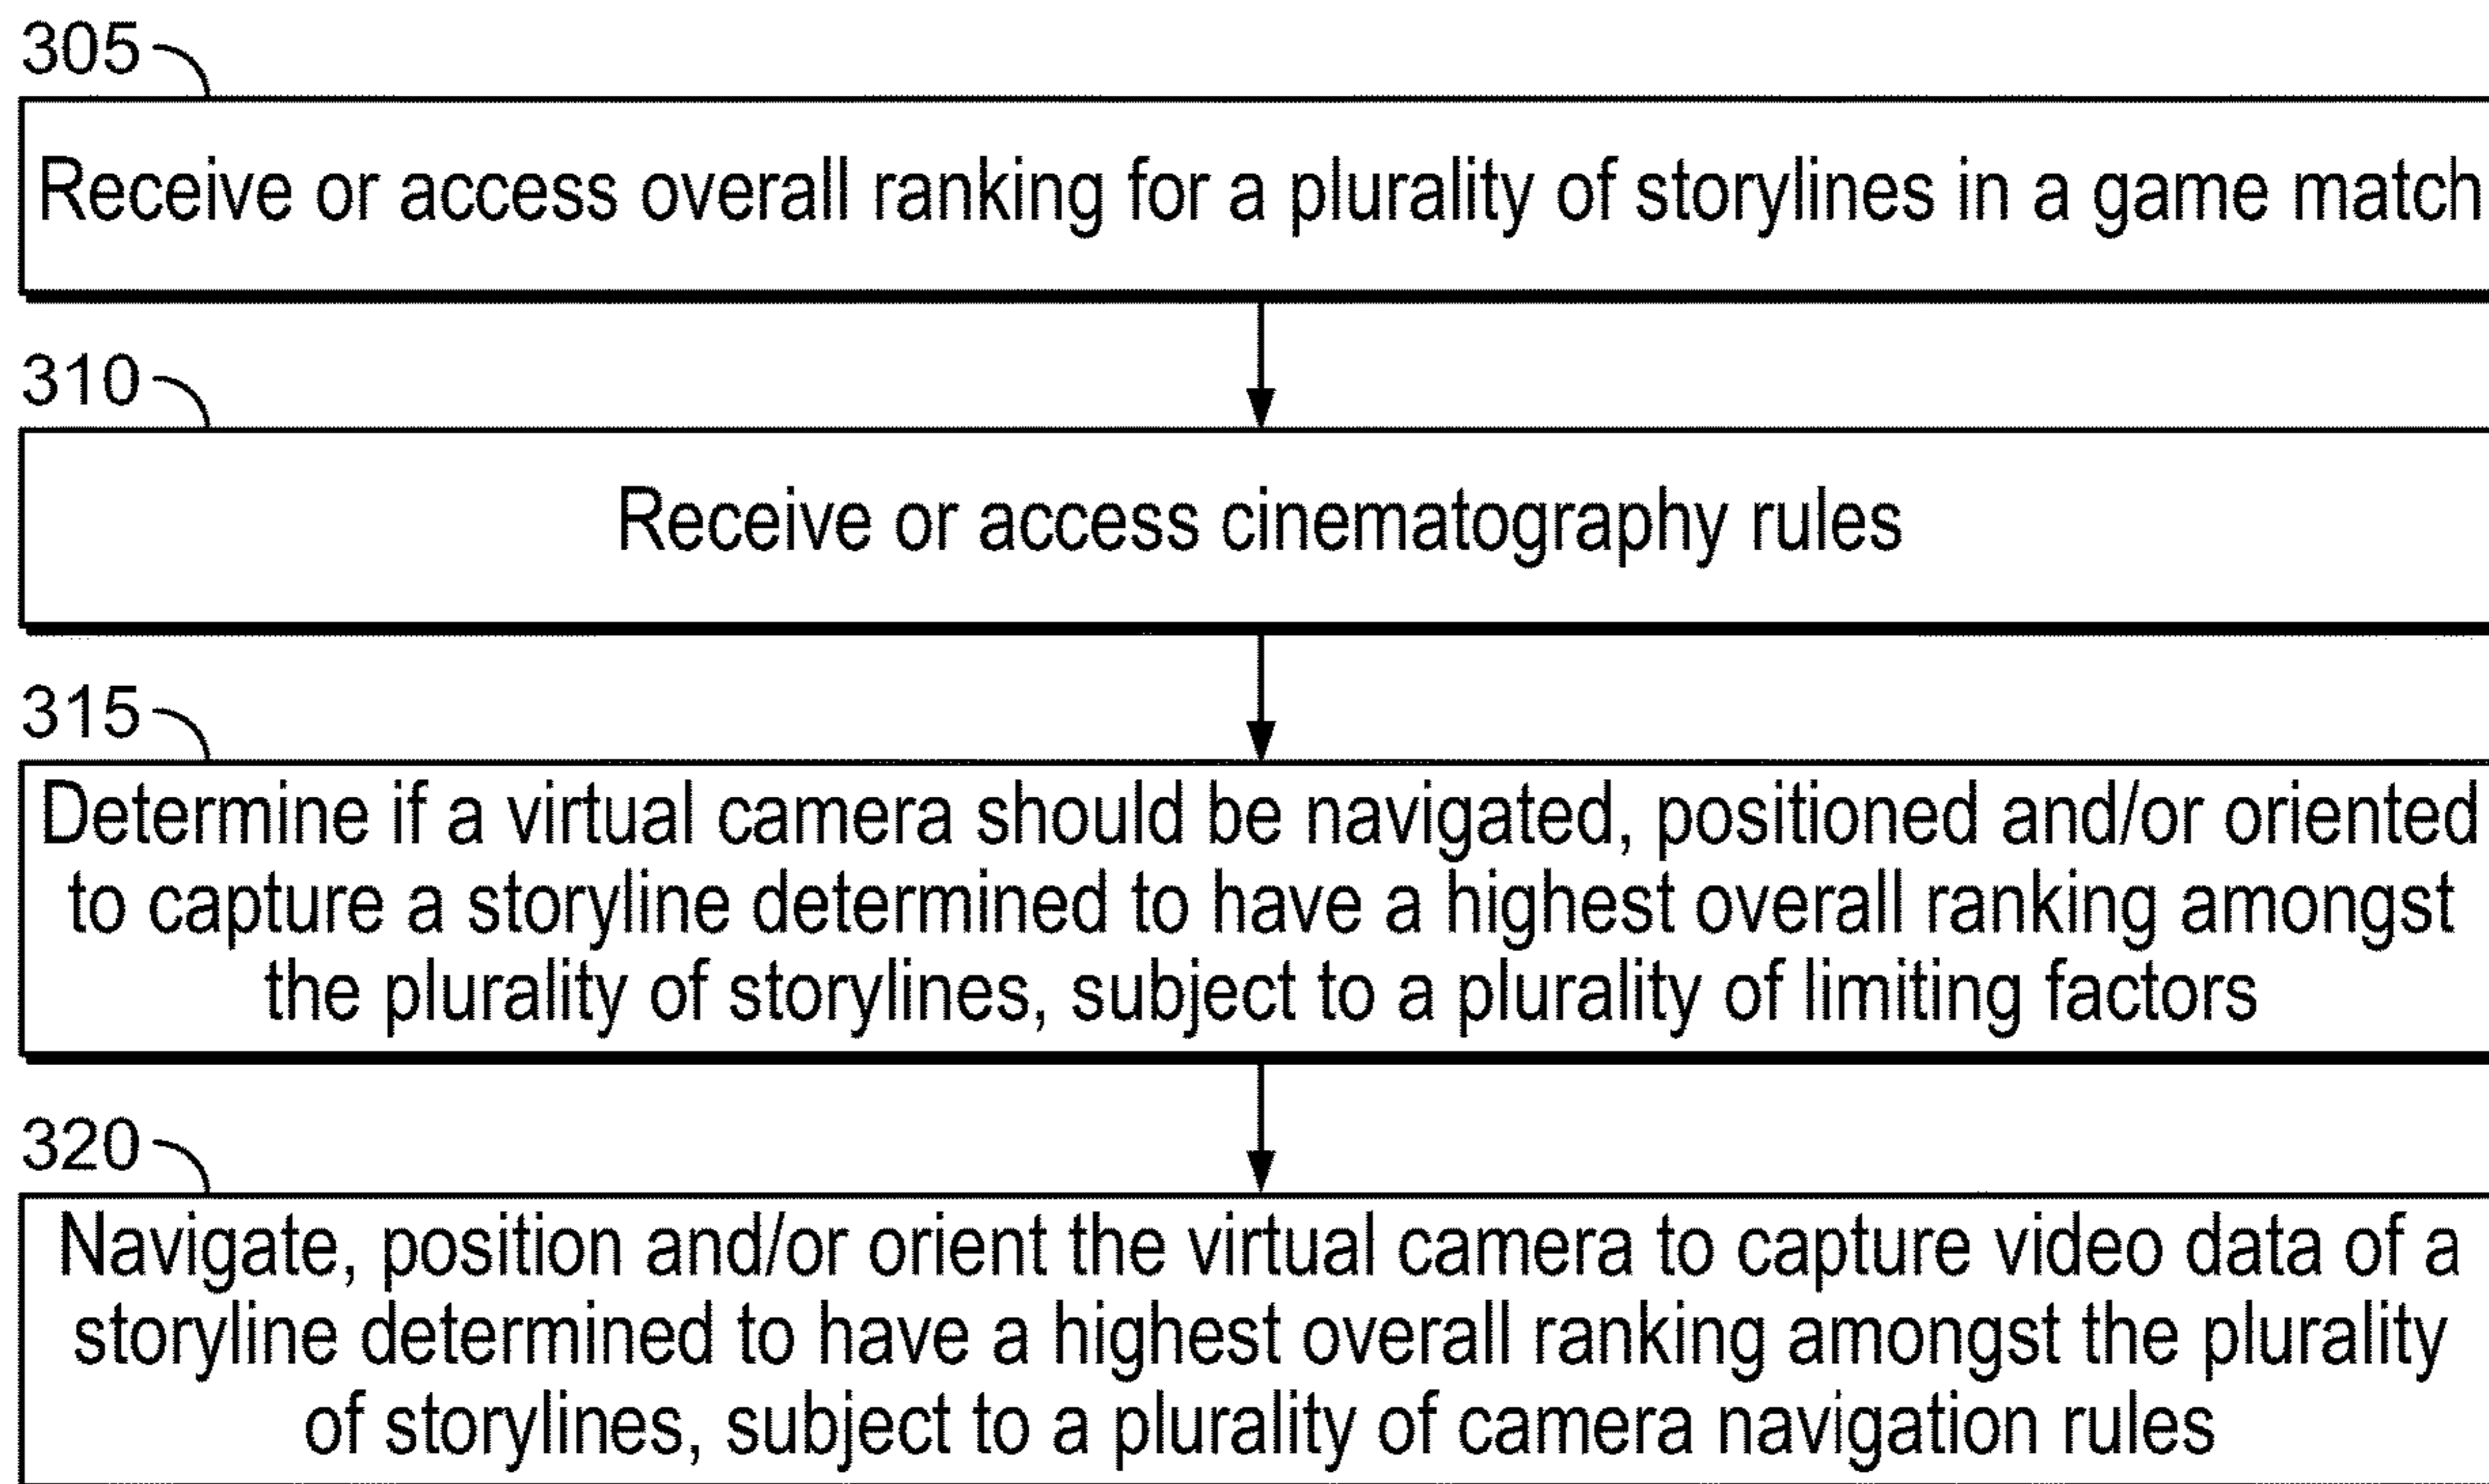 305
Receive or access overall ranking for a plurality of storylines in a game match
310
Receive or access cinematography rules
315
Determine if a virtual camera should be navigated, positioned and/or oriented
to capture a storyline determined to have a highest overall ranking amongst
the plurality of storylines, subject to a plurality of limiting factors
320
Navigate, position and/or orient the virtual camera to capture video data of a
storyline determined to have a highest overall ranking amongst the plurality
of storylines, subject to a plurality of camera navigation rules